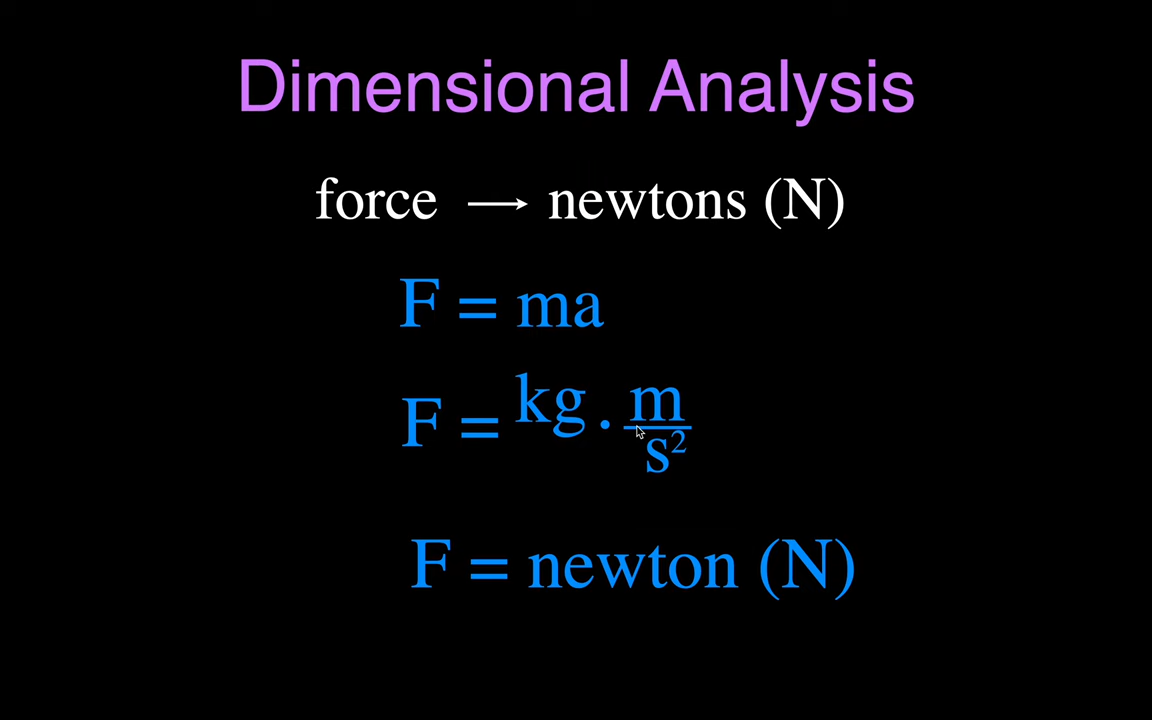 Dimensional Analysis
force → newtons (N)
F = ma
F = kg . m/s²
F = newton (N)